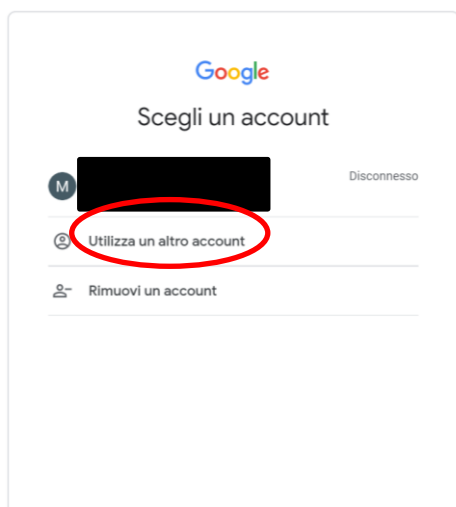 Google
Scegli un account
M
Disconnesso
Utilizza un altro account
Rimuovi un account